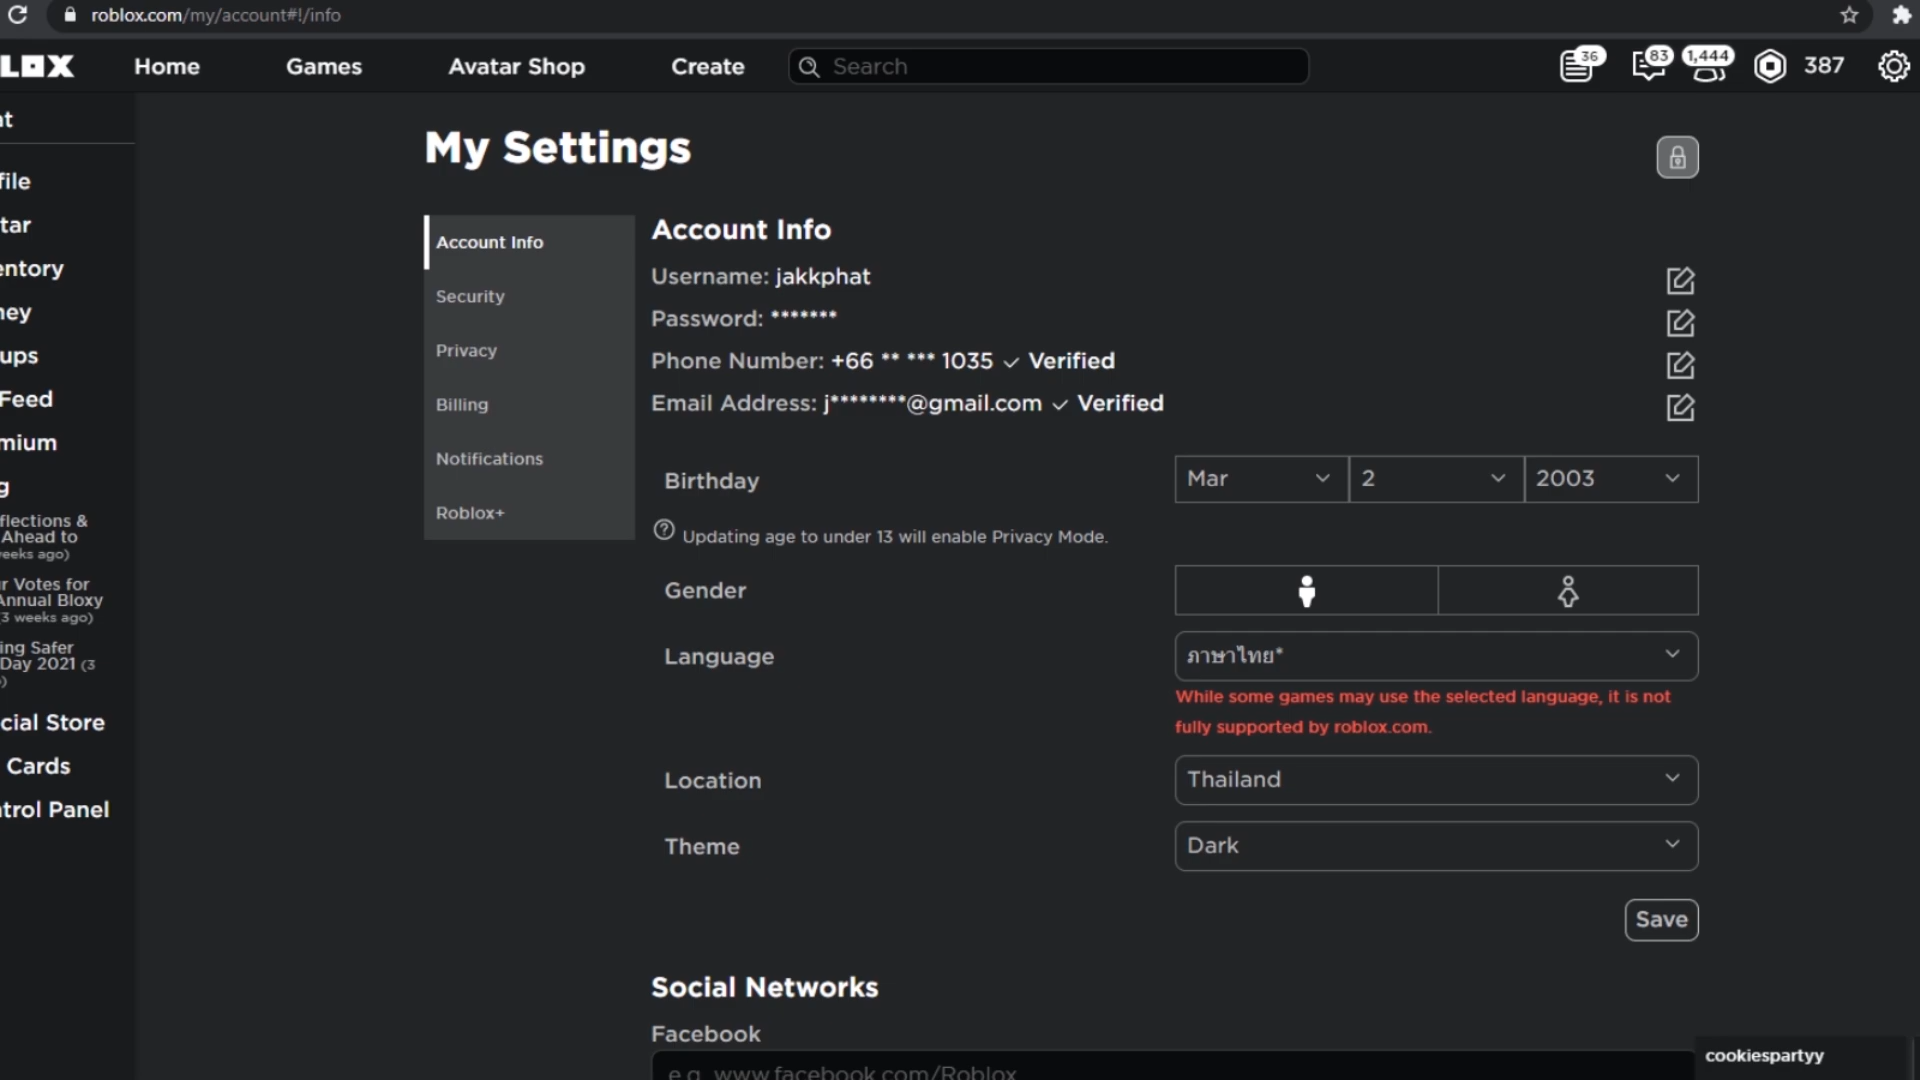 roblox.com/my/account#!/info
LOX
Home
Games
Avatar Shop
Create
Search
36
83
1,444
387
nt
file
tar
entory
ney
ups
Feed
mium
g
flections &
Ahead to
eeks ago)
r Votes for
Annual Bloxy
3 weeks ago)
ing Safer
Day 2021 (3
)
cial Store
Cards
ntrol Panel
My Settings
Account Info
Security
Privacy
Billing
Notifications
Roblox+
Account Info
Username: jakkphat
Password: *******
Phone Number: +66 ** *** 1035 ✓ Verified
Email Address: j********@gmail.com ✓ Verified
Birthday
Mar
2
2003
Updating age to under 13 will enable Privacy Mode.
Gender
Language
ภาษาไทย*
While some games may use the selected language, it is not
fully supported by roblox.com.
Location
Thailand
Theme
Dark
Save
Social Networks
Facebook
e.g. www.facebook.com/Roblox
cookiespartyy